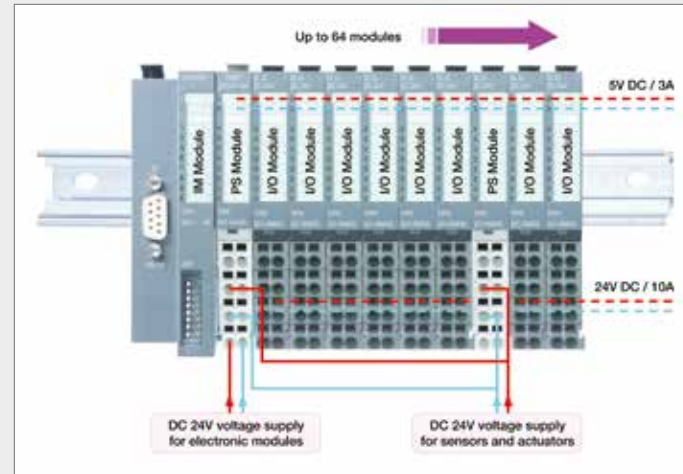 Up to 64 modules
5V DC / 3A
IM Module
PS Module
I/O Module
I/O Module
I/O Module
I/O Module
I/O Module
I/O Module
PS Module
I/O Module
I/O Module
24V DC / 10A
DC 24V voltage supply
for electronic modules
DC 24V voltage supply
for sensors and actuators